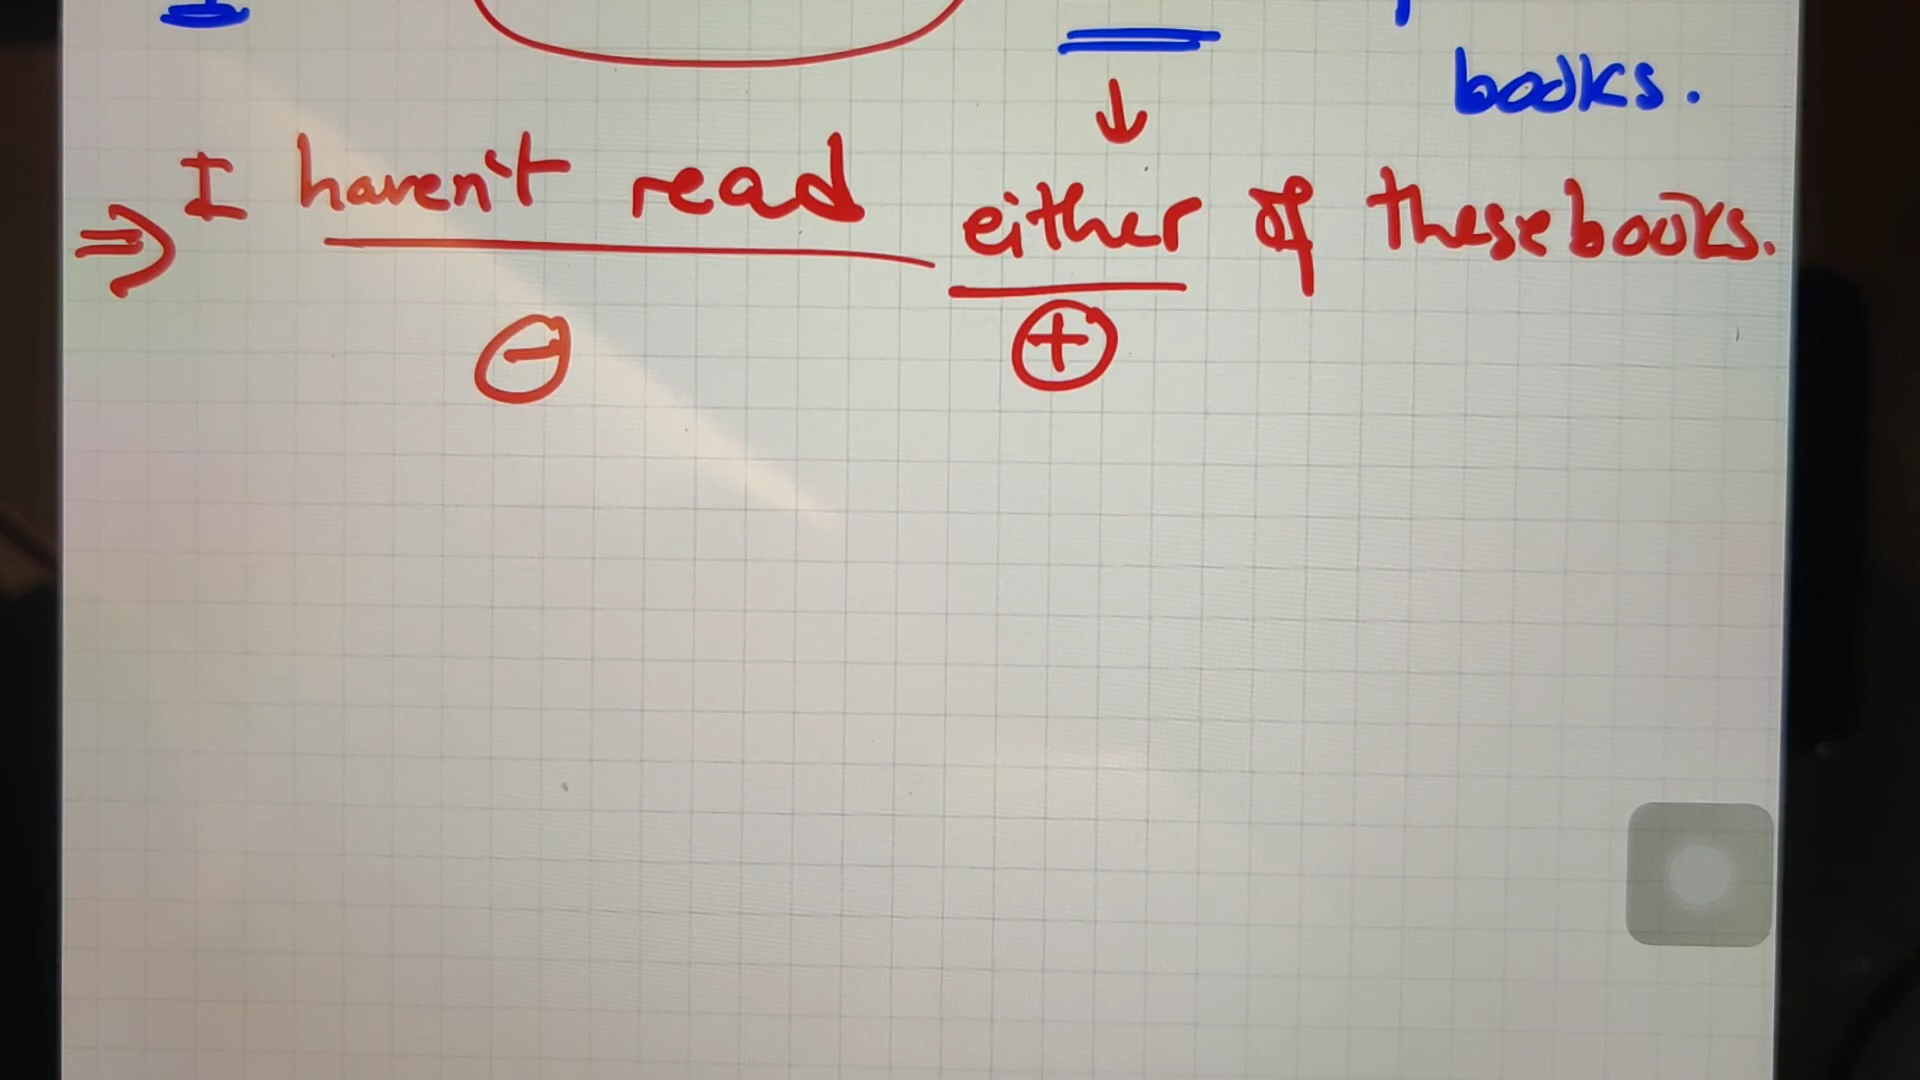 books.
⇒ I haven't read either of these books.
- +